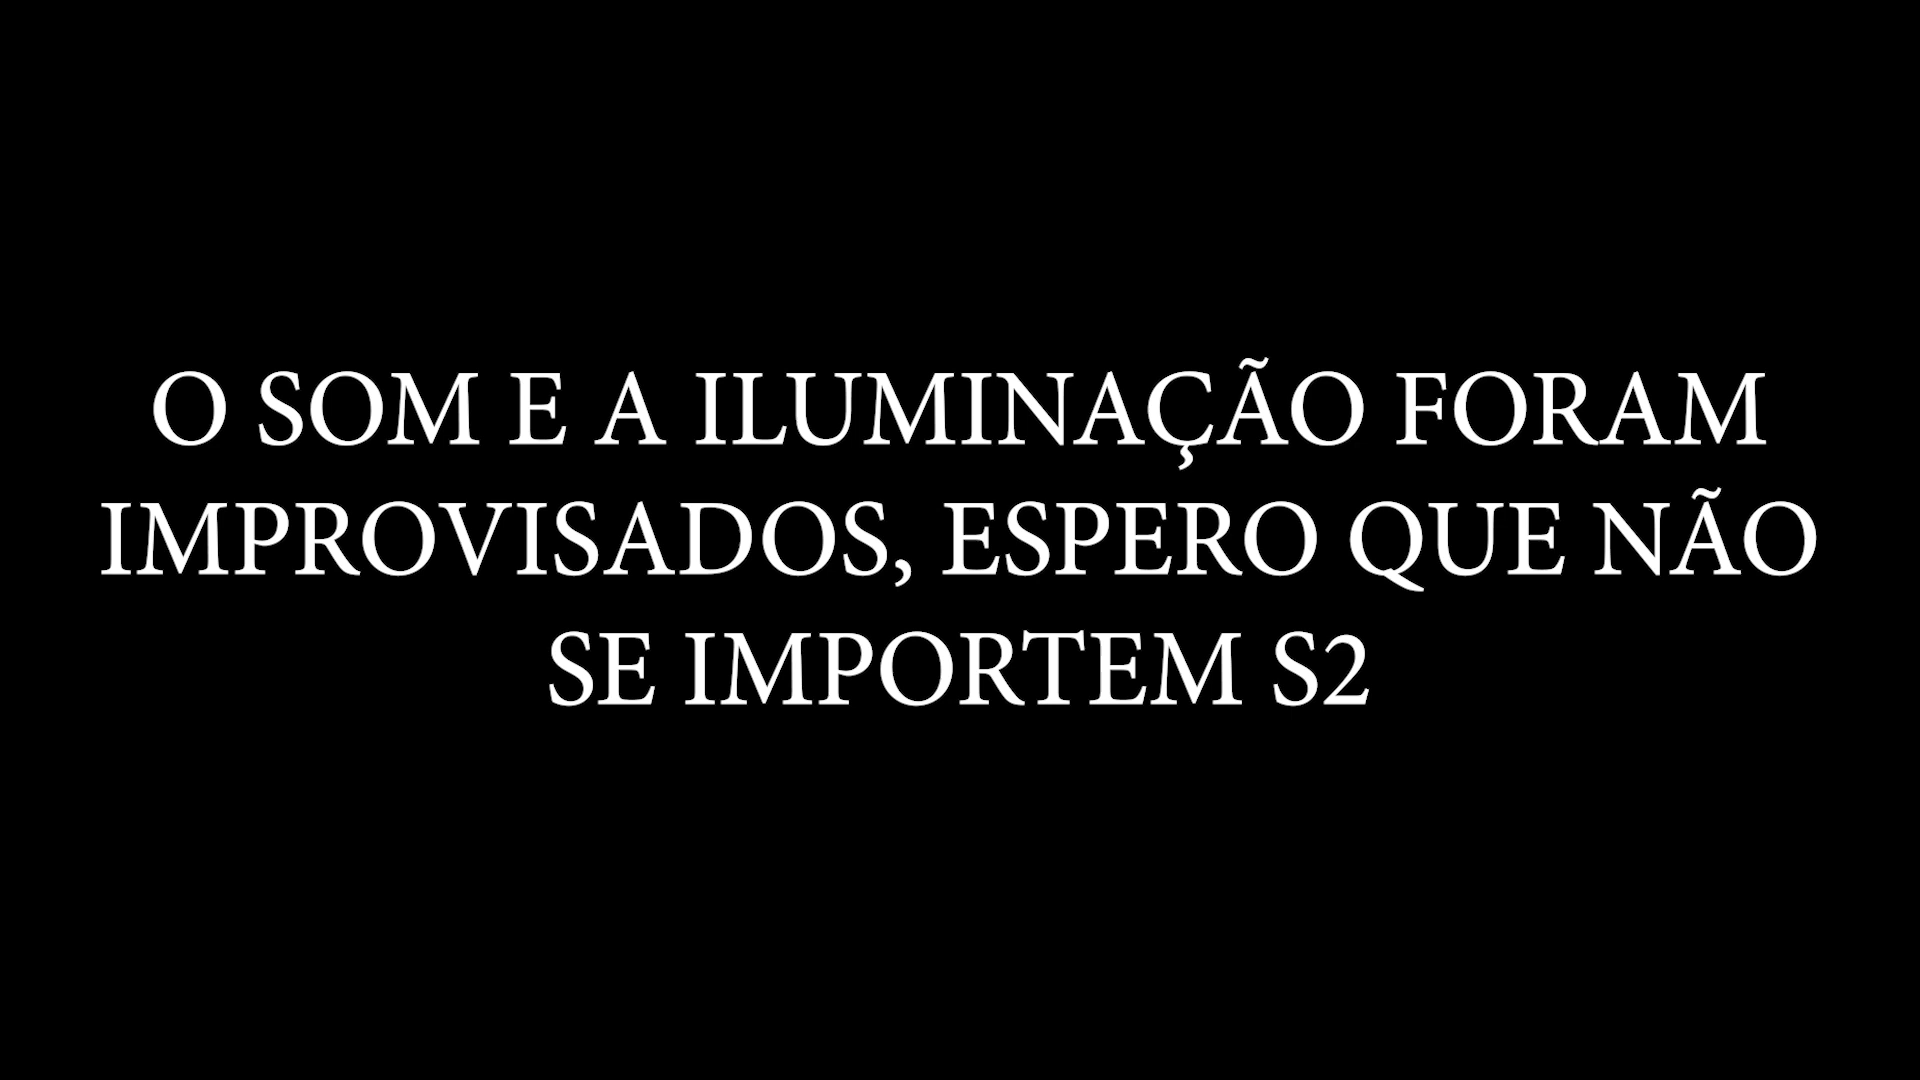 O SOM E A ILUMINAÇÃO FORAM
IMPROVISADOS, ESPERO QUE NÃO
SE IMPORTEM S2